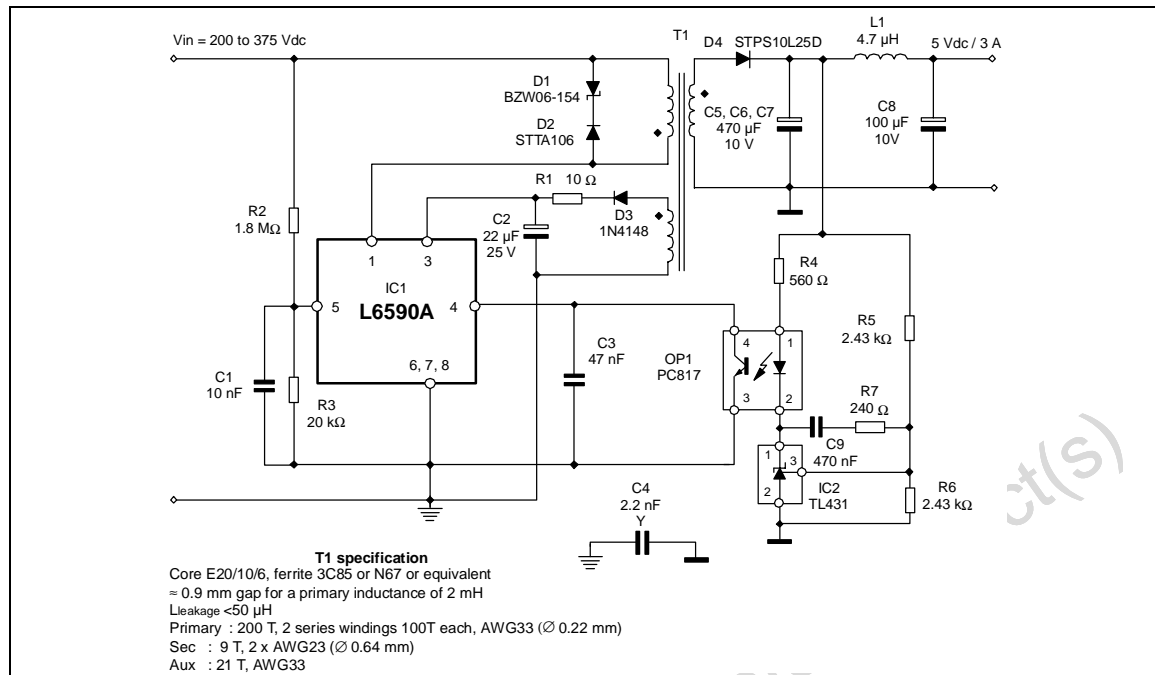 Vin = 200 to 375 Vdc
T1
D4 STPS10L25D
L1
4.7 µH
5 Vdc / 3 A
D1
BZW06-154
D2
STTA106
C5, C6, C7
470 µF
10 V
C8
100 µF
10V
R1 10 Ω
D3
1N4148
C2
22 µF
25 V
R2
1.8 MΩ
1
3
IC1
L6590A
5
4
6, 7, 8
C1
10 nF
R3
20 kΩ
C3
47 nF
OP1
PC817
4
1
3
2
R4
560 Ω
R5
2.43 kΩ
R7
240 Ω
C9
470 nF
1
3
2
IC2
TL431
R6
2.43 kΩ
C4
2.2 nF
Y
ct(s)
T1 specification
Core E20/10/6, ferrite 3C85 or N67 or equivalent
≈ 0.9 mm gap for a primary inductance of 2 mH
Lleakage <50 µH
Primary : 200 T, 2 series windings 100T each, AWG33 (∅ 0.22 mm)
Sec : 9 T, 2 x AWG23 (∅ 0.64 mm)
Aux : 21 T, AWG33